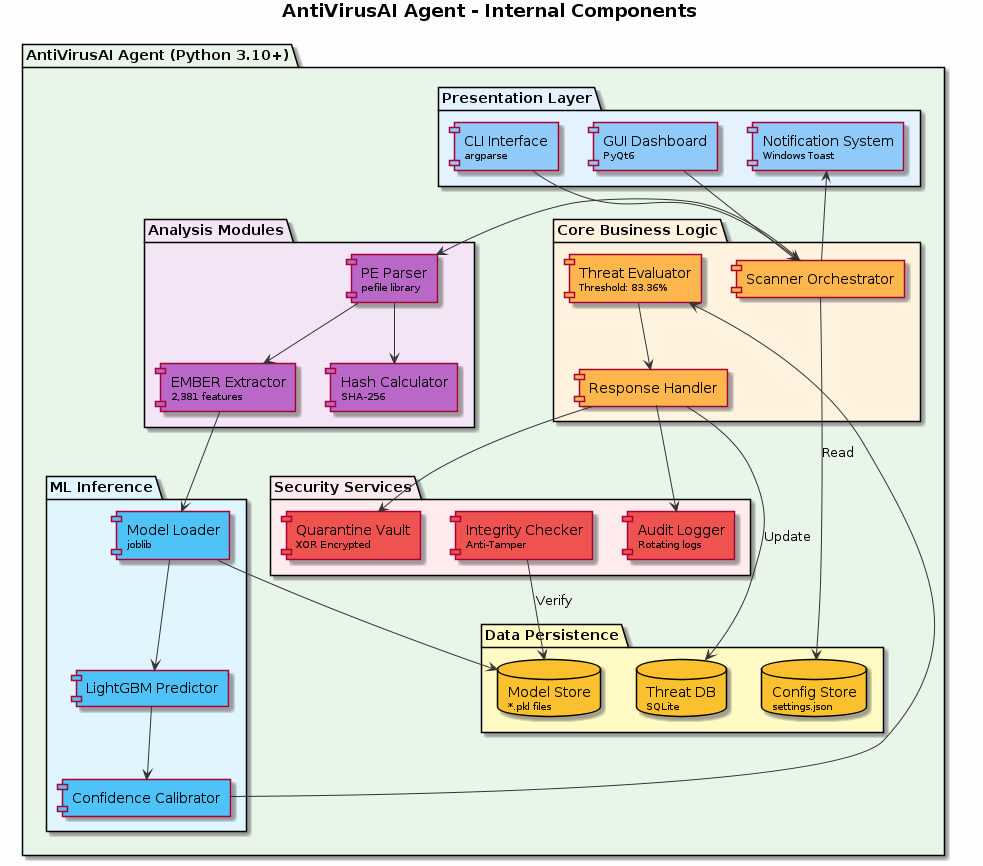 AntiVirusAI Agent - Internal Components
AntiVirusAI Agent (Python 3.10+)
Presentation Layer
CLI Interface
argparse
GUI Dashboard
PyQt6
Notification System
Windows Toast
Analysis Modules
PE Parser
pefile library
EMBER Extractor
2,381 features
Hash Calculator
SHA-256
Core Business Logic
Threat Evaluator
Threshold: 83.36%
Scanner Orchestrator
Response Handler
Read
ML Inference
Model Loader
joblib
LightGBM Predictor
Confidence Calibrator
Security Services
Quarantine Vault
XOR Encrypted
Integrity Checker
Anti-Tamper
Audit Logger
Rotating logs
Update
Verify
Data Persistence
Model Store
*.pkl files
Threat DB
SQLite
Config Store
settings.json